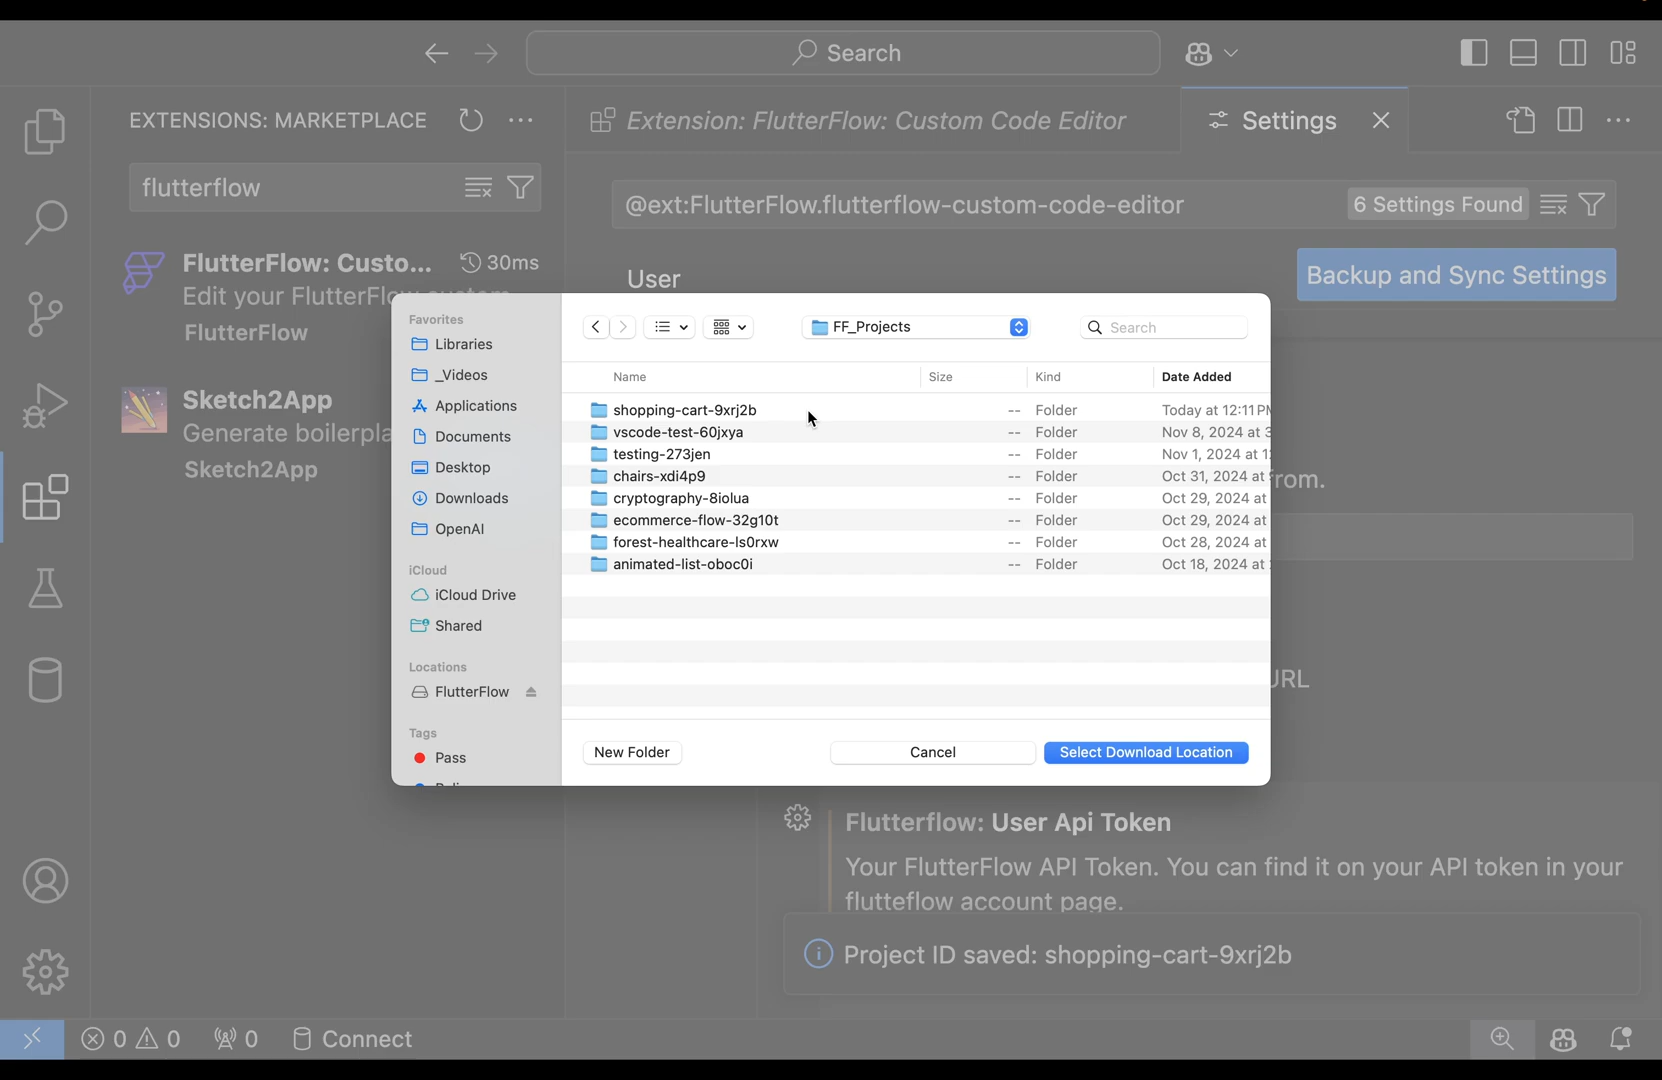 Search
EXTENSIONS: MARKETPLACE
Extension: FlutterFlow: Custom Code Editor
Settings
flutterflow
@ext:FlutterFlow.flutterflow-custom-code-editor
6 Settings Found
FlutterFlow: Custo...
30ms
Edit your FlutterFlow custom
FlutterFlow
User
Backup and Sync Settings
Sketch2App
Generate boilerpla
Sketch2App
Favorites
Libraries
_Videos
Applications
Documents
Desktop
Downloads
OpenAI
iCloud
iCloud Drive
Shared
Locations
FlutterFlow
Tags
Pass
FF_Projects
Search
Name Size Kind Date Added
shopping-cart-9xrj2b -- Folder Today at 12:11 PM
vscode-test-60jxya -- Folder Nov 8, 2024 at 3
testing-273jen -- Folder Nov 1, 2024 at 1
chairs-xdi4p9 -- Folder Oct 31, 2024 at
cryptography-8iolua -- Folder Oct 29, 2024 at
ecommerce-flow-32g10t -- Folder Oct 29, 2024 at
forest-healthcare-ls0rxw -- Folder Oct 28, 2024 at
animated-list-oboc0i -- Folder Oct 18, 2024 at
New Folder
Cancel
Select Download Location
rom.
URL
Flutterflow: User Api Token
Your FlutterFlow API Token. You can find it on your API token in your
flutteflow account page.
Project ID saved: shopping-cart-9xrj2b
0 0 0 Connect